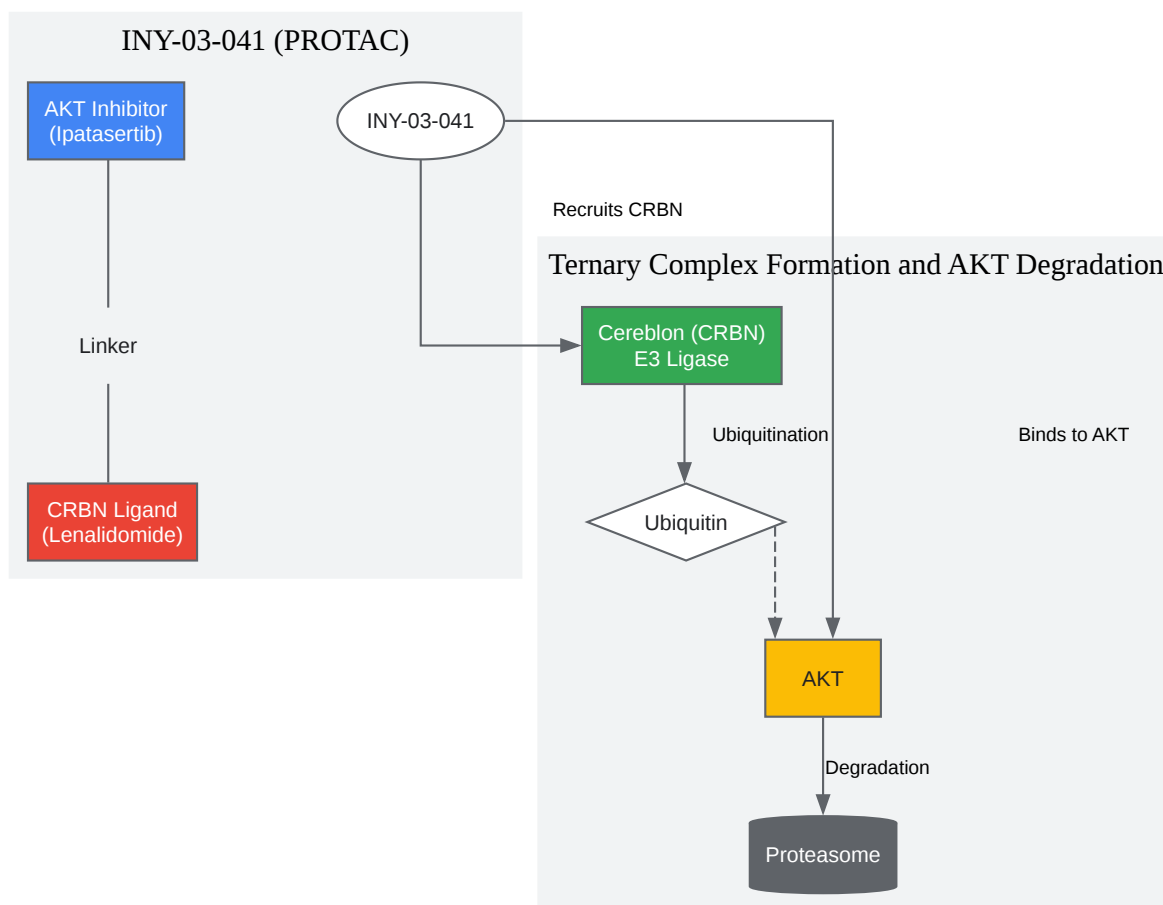 INY-03-041 (PROTAC)
AKT Inhibitor
(Ipatasertib)
INY-03-041
Recruits CRBN
Ternary Complex Formation and AKT Degradation
Cereblon (CRBN)
E3 Ligase
Linker
Ubiquitination
Binds to AKT
CRBN Ligand
(Lenalidomide)
Ubiquitin
AKT
Degradation
Proteasome